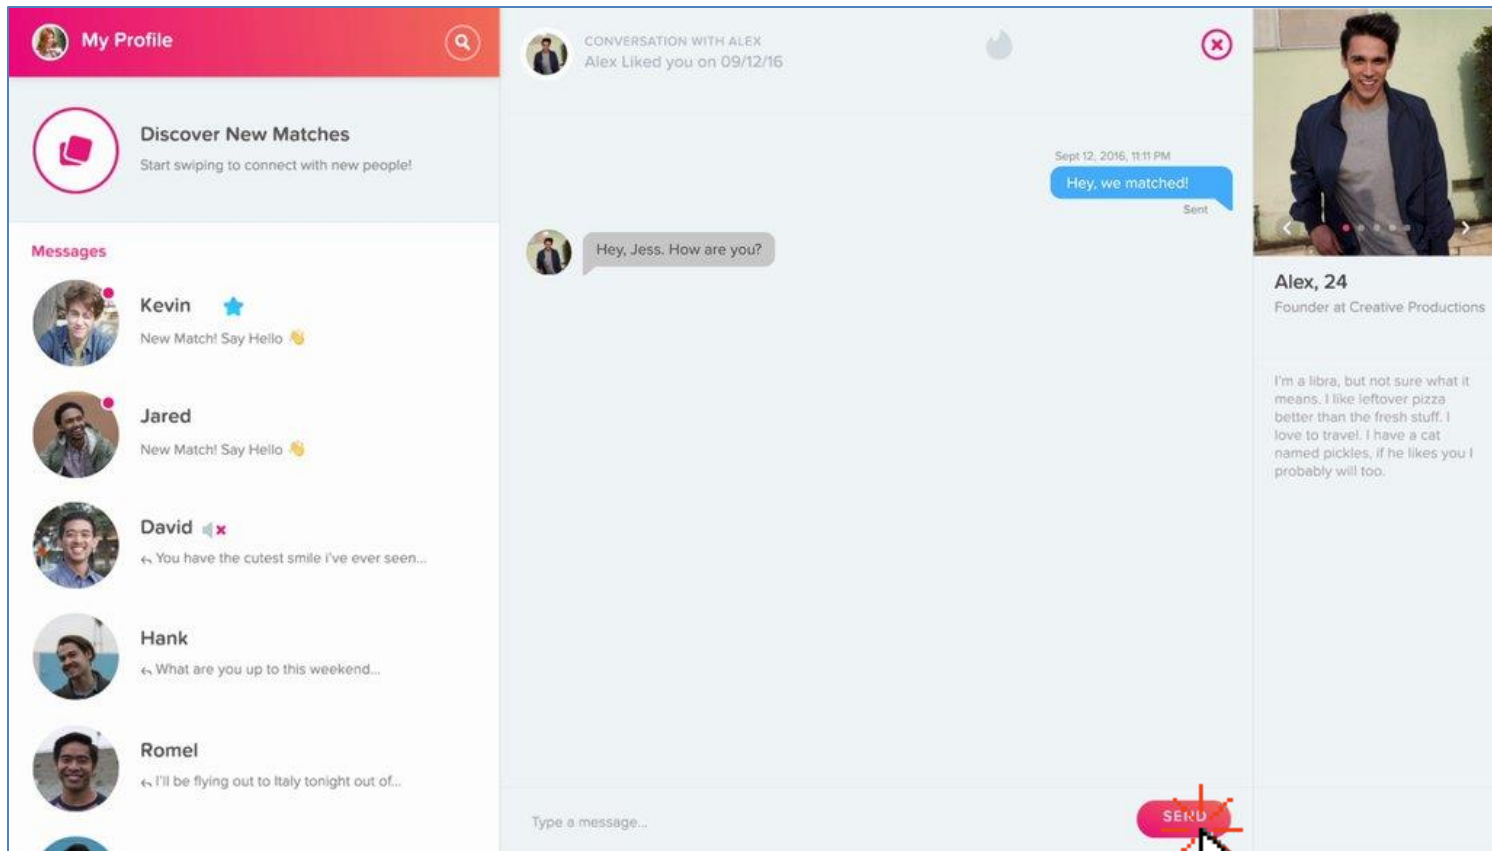 My Profile
Discover New Matches
Start swiping to connect with new people!
Messages
Kevin
New Match! Say Hello 👋
Jared
New Match! Say Hello 👋
David
You have the cutest smile i've ever seen...
Hank
What are you up to this weekend...
Romel
I'll be flying out to Italy tonight out of...
CONVERSATION WITH ALEX
Alex Liked you on 09/12/16
Sept 12, 2016, 11:11 PM
Hey, we matched!
Sent
Hey, Jess. How are you?
Type a message...
SEND
Alex, 24
Founder at Creative Productions
I'm a libra, but not sure what it
means. I like leftover pizza
better than the fresh stuff. I
love to travel. I have a cat
named pickles, if he likes you I
probably will too.